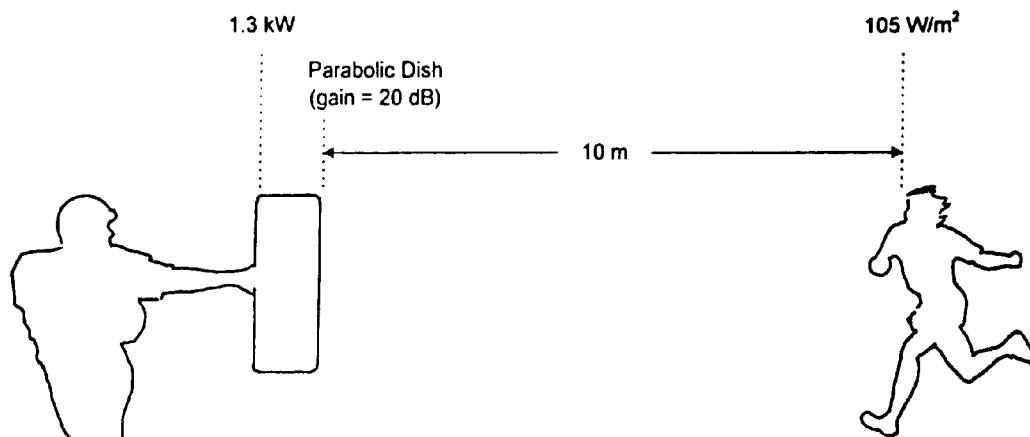 1.3 kW
105 W/m²
Parabolic Dish
(gain = 20 dB)
10 m